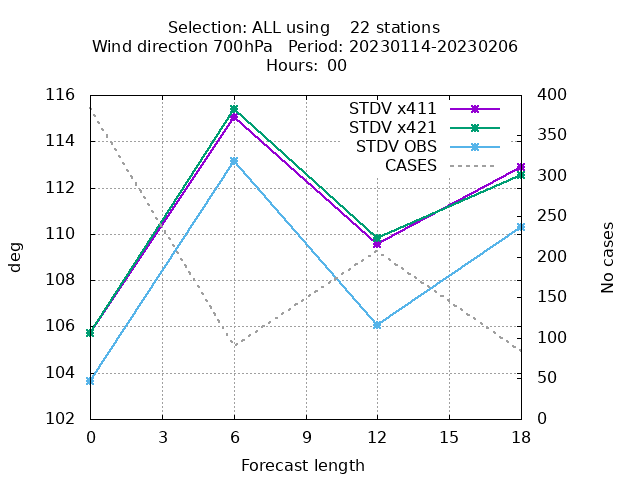 Selection: ALL using    22 stations
Wind direction 700hPa   Period: 20230114-20230206
Hours: 00
116
114
112
110
108
106
104
102
400
350
300
250
200
150
100
50
0
STDV x411
STDV x421
STDV OBS
CASES
deg
No cases
0 3 6 9 12 15 18
Forecast length